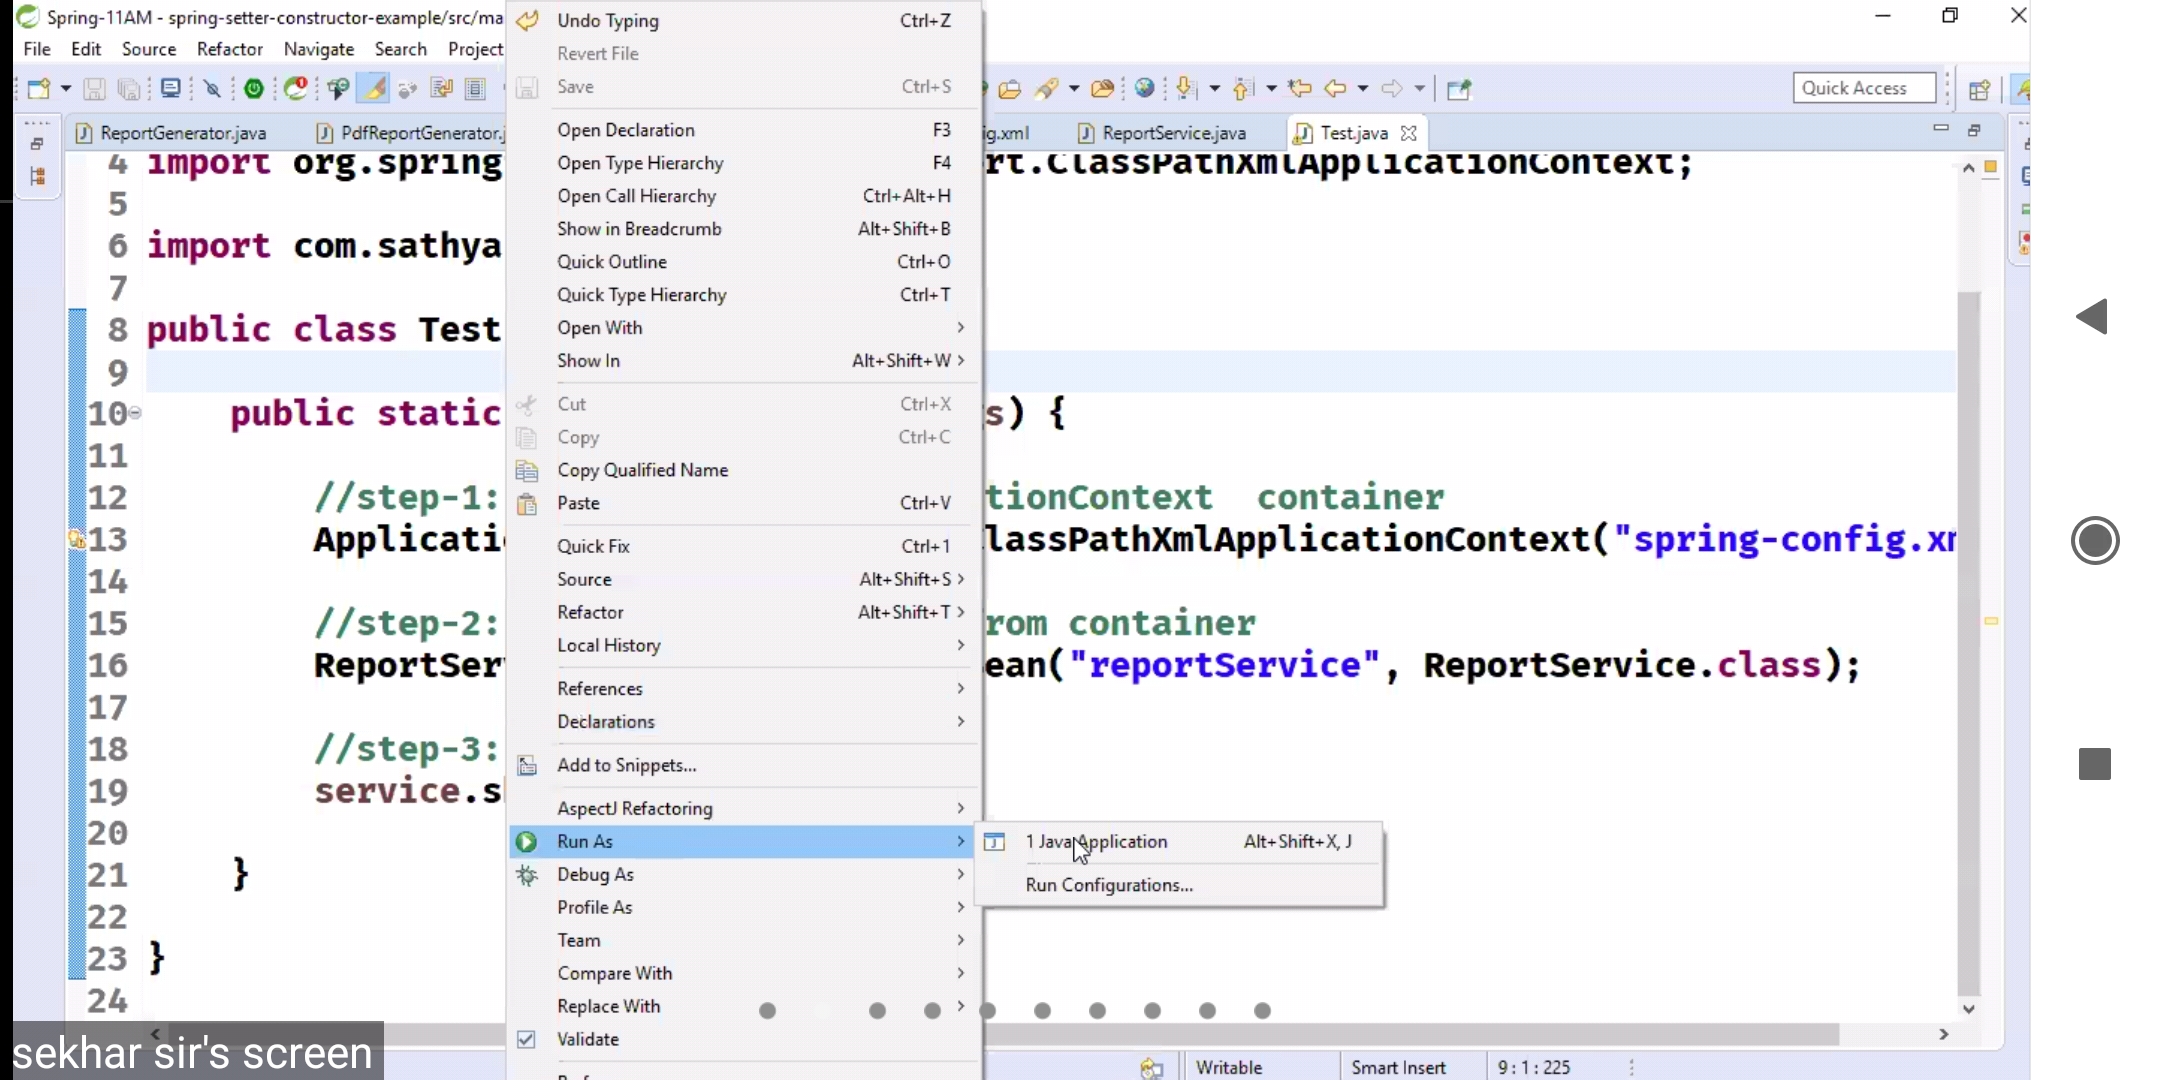 Spring-11AM - spring-setter-constructor-example/src/ma
File Edit Source Refactor Navigate Search Project
Quick Access
ReportGenerator.java PdfReportGenerator.j ig.xml ReportService.java Test.java
4 import org.spring rt.ClassPathXmlApplicationContext;
5
6 import com.sathya
7
8 public class Test
9
10 public static s) {
11
12 //step-1: tionContext container
13 Applicati lassPathXmlApplicationContext("spring-config.xm
14
15 //step-2: rom container
16 ReportSer ean("reportService", ReportService.class);
17
18 //step-3:
19 service.s
20
21 }
22
23 }
24
Undo Typing Ctrl+Z
Revert File
Save Ctrl+S
Open Declaration F3
Open Type Hierarchy F4
Open Call Hierarchy Ctrl+Alt+H
Show in Breadcrumb Alt+Shift+B
Quick Outline Ctrl+O
Quick Type Hierarchy Ctrl+T
Open With
Show In Alt+Shift+W
Cut Ctrl+X
Copy Ctrl+C
Copy Qualified Name
Paste Ctrl+V
Quick Fix Ctrl+1
Source Alt+Shift+S
Refactor Alt+Shift+T
Local History
References
Declarations
Add to Snippets...
AspectJ Refactoring
Run As
Debug As
Profile As
Team
Compare With
Replace With
Validate
1 Java Application Alt+Shift+X, J
Run Configurations...
sekhar sir's screen
Writable Smart Insert 9 : 1 : 225